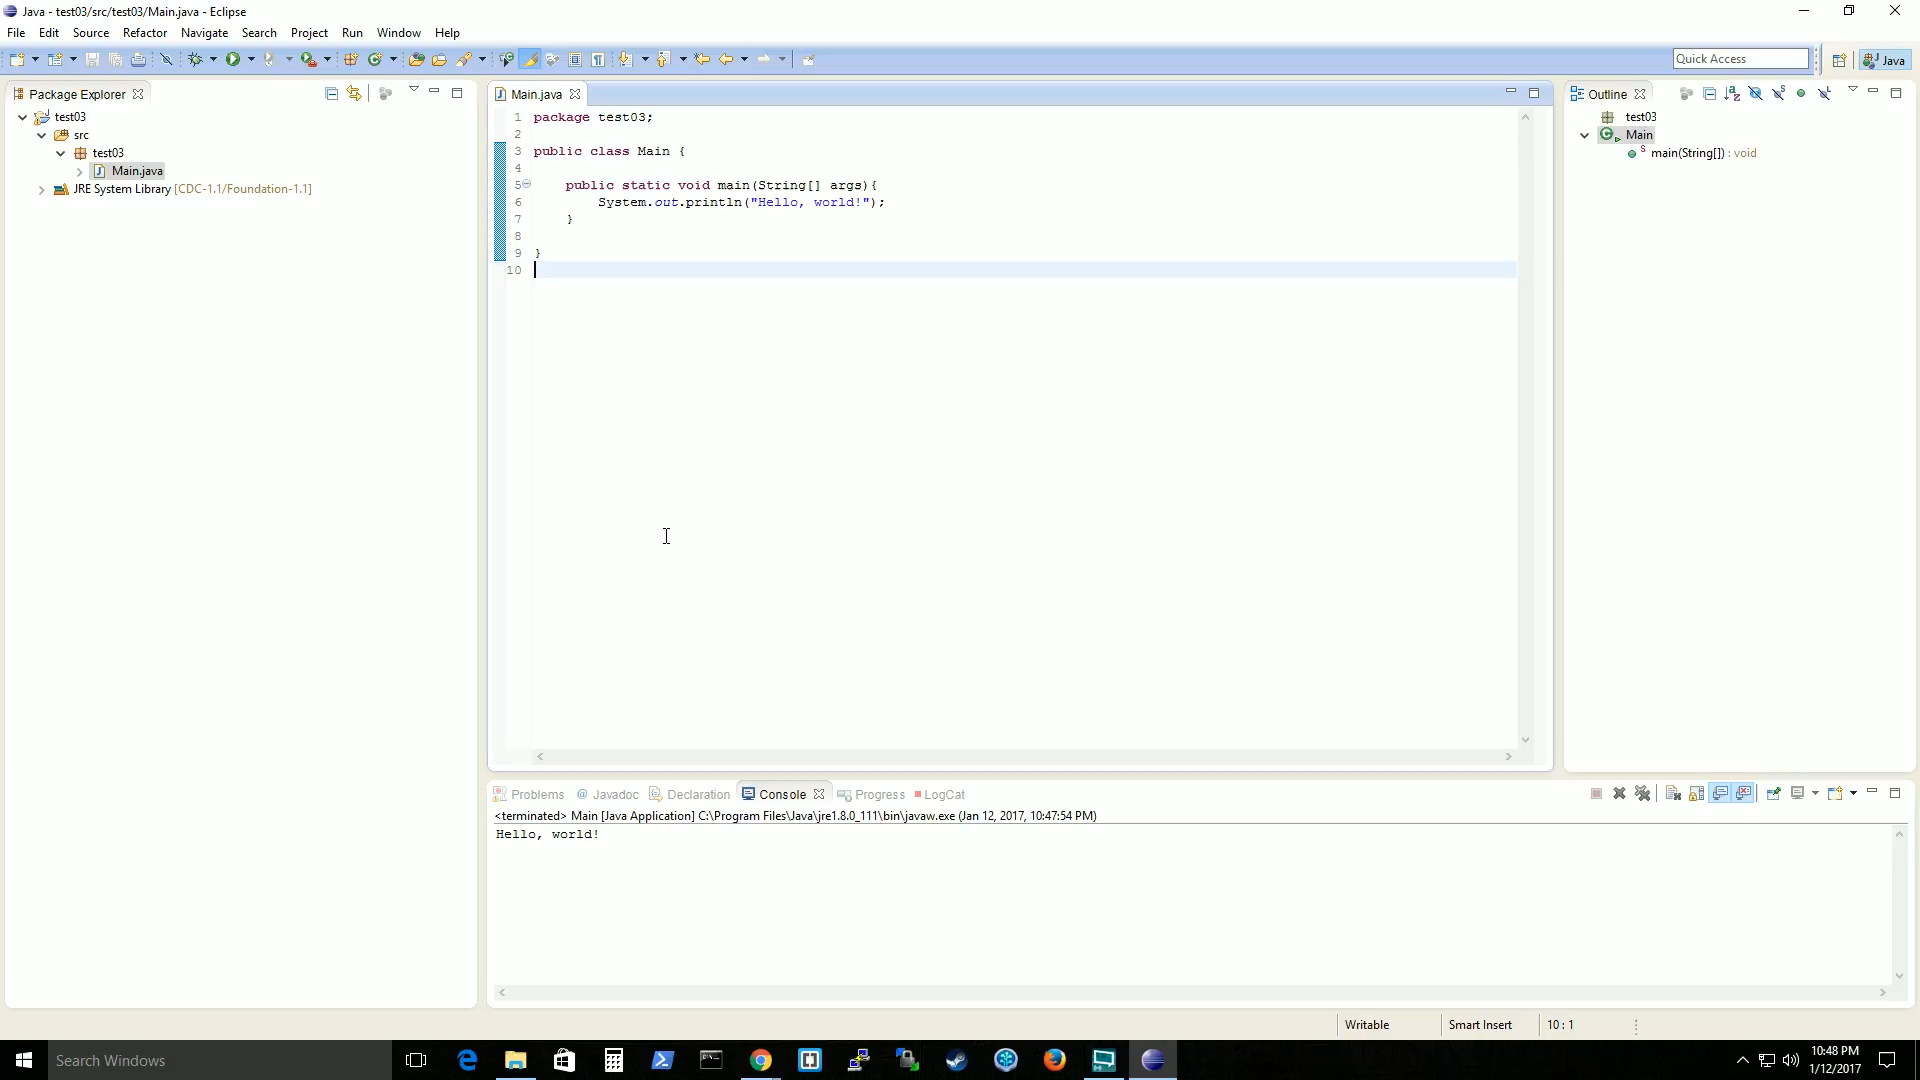 Java - test03/src/test03/Main.java - Eclipse
File Edit Source Refactor Navigate Search Project Run Window Help
Quick Access
Java
Package Explorer
test03
src
test03
Main.java
JRE System Library [CDC-1.1/Foundation-1.1]
Main.java
1 package test03;
2
3 public class Main {
4
5 public static void main(String[] args){
6 System.out.println("Hello, world!");
7 }
8
9 }
10
Outline
test03
Main
main(String[]) : void
Problems Javadoc Declaration Console Progress LogCat
<terminated> Main [Java Application] C:\Program Files\Java\jre1.8.0_111\bin\javaw.exe (Jan 12, 2017, 10:47:54 PM)
Hello, world!
Writable Smart Insert 10 : 1
Search Windows
10:48 PM
1/12/2017